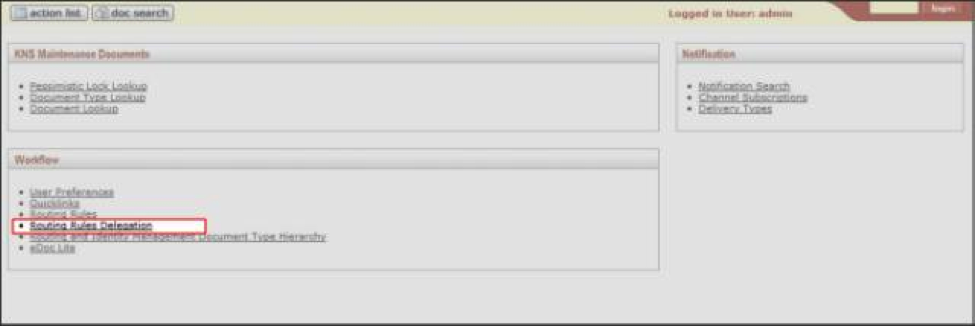 action list doc search Logged in User: admin login
KNS Maintenance Documents
Pessimistic Lock Lookup
Document Type Lookup
Document Lookup
Notification
Notification Search
Channel Subscriptions
Delivery Types
Workflow
User Preferences
Quicklinks
Routing Rules
Routing Rules Delegation
Routing and Identity Management Document Type Hierarchy
eDoc Lite